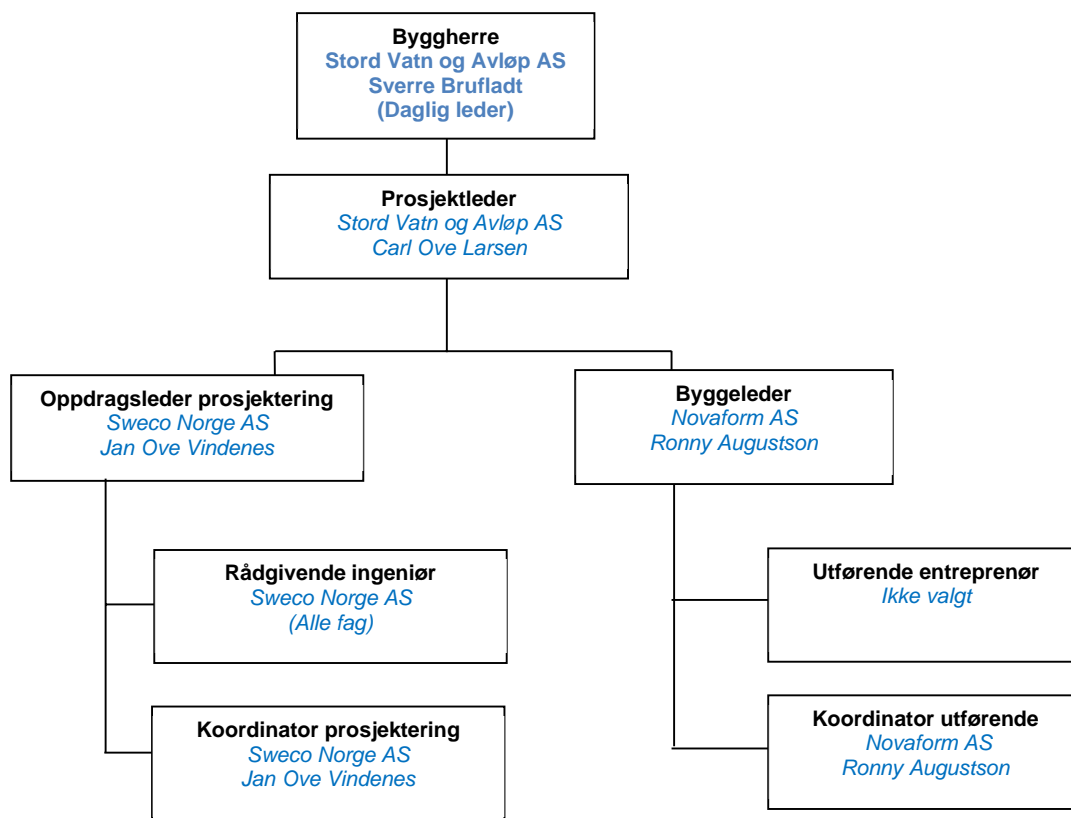 Byggherre
Stord Vatn og Avløp AS
Sverre Brufladt
(Daglig leder)
Prosjektleder
Stord Vatn og Avløp AS
Carl Ove Larsen
Oppdragsleder prosjektering
Sweco Norge AS
Jan Ove Vindenes
Byggeleder
Novaform AS
Ronny Augustson
Rådgivende ingeniør
Sweco Norge AS
(Alle fag)
Utførende entreprenør
Ikke valgt
Koordinator prosjektering
Sweco Norge AS
Jan Ove Vindenes
Koordinator utførende
Novaform AS
Ronny Augustson